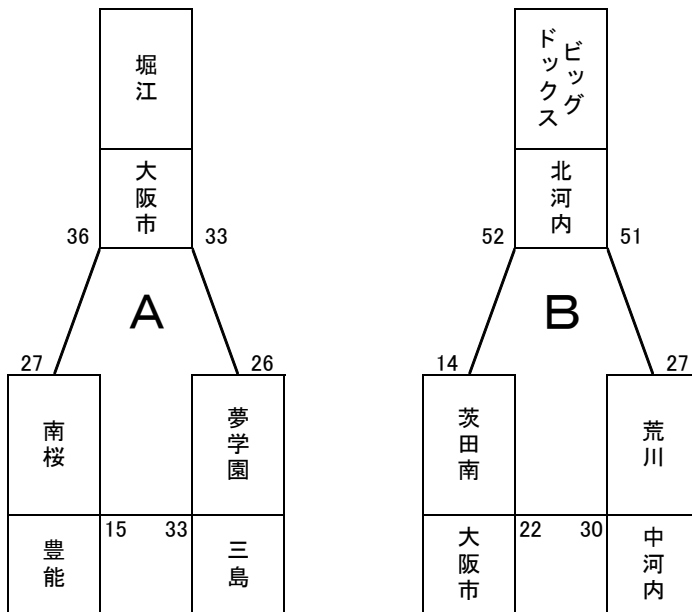 堀江
大阪市
36
33
A
27
26
南桜
夢学園
15
33
豊能
三島
ビッグ
ドックス
北河内
52
51
B
14
27
茨田南
荒川
22
30
大阪市
中河内